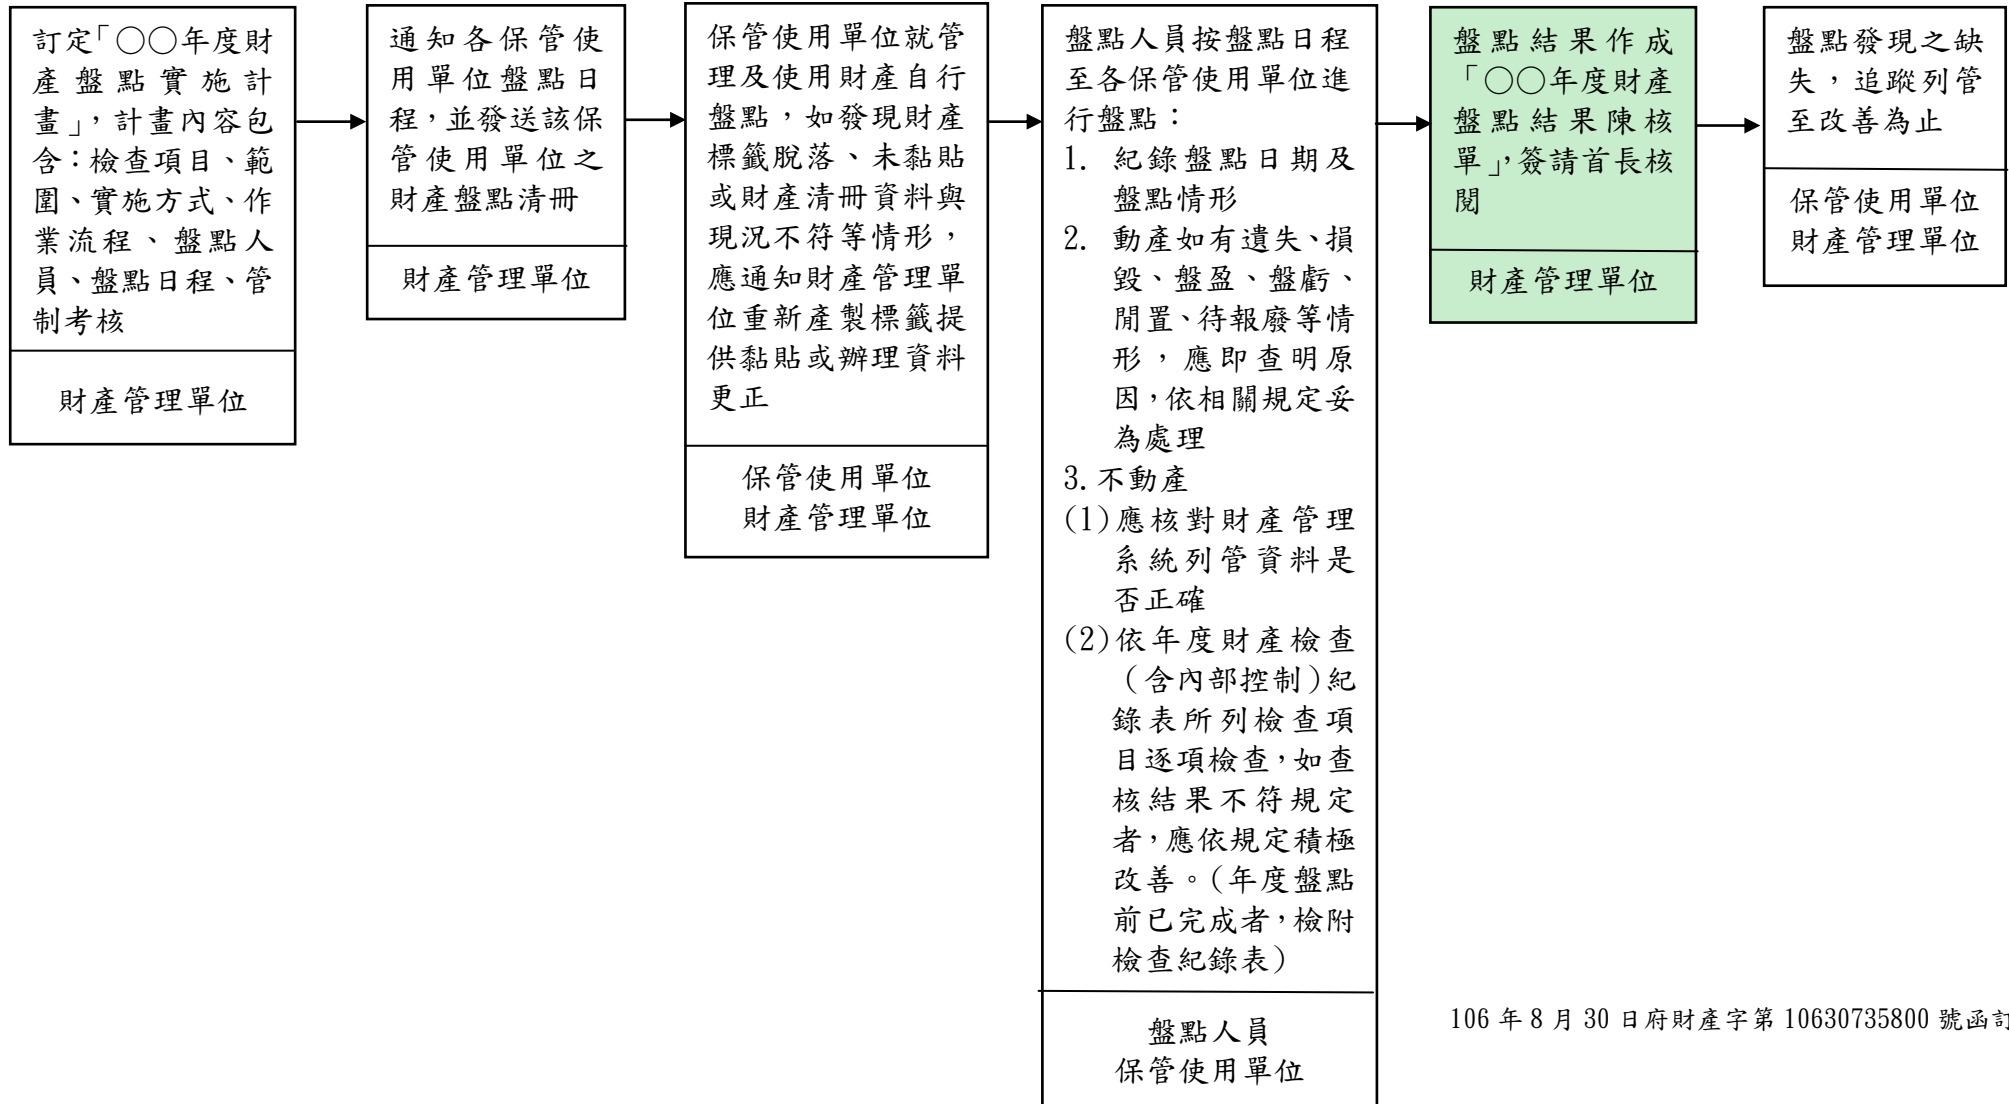 訂定「○○年度財
產盤點實施計
畫」,計畫內容包
含:檢查項目、範
圍、實施方式、作
業流程、盤點人
員、盤點日程、管
制考核
財產管理單位
通知各保管使
用單位盤點日
程,並發送該保
管使用單位之
財產盤點清冊
財產管理單位
保管使用單位就管
理及使用財產自行
盤點,如發現財產
標籤脫落、未黏貼
或財產清冊資料與
現況不符等情形,
應通知財產管理單
位重新產製標籤提
供黏貼或辦理資料
更正
保管使用單位
財產管理單位
盤點人員按盤點日程
至各保管使用單位進
行盤點:
1. 紀錄盤點日期及
盤點情形
2. 動產如有遺失、損
毀、盤盈、盤虧、
閒置、待報廢等情
形,應即查明原
因,依相關規定妥
為處理
3.不動產
(1)應核對財產管理
系統列管資料是
否正確
(2)依年度財產檢查
(含內部控制)紀
錄表所列檢查項
目逐項檢查,如查
核結果不符規定
者,應依規定積極
改善。(年度盤點
前已完成者,檢附
檢查紀錄表)
盤點人員
保管使用單位
盤點結果作成
「○○年度財產
盤點結果陳核
單」,簽請首長核
閱
財產管理單位
盤點發現之缺
失,追蹤列管
至改善為止
保管使用單位
財產管理單位
106 年 8 月 30 日府財產字第 10630735800 號函訂